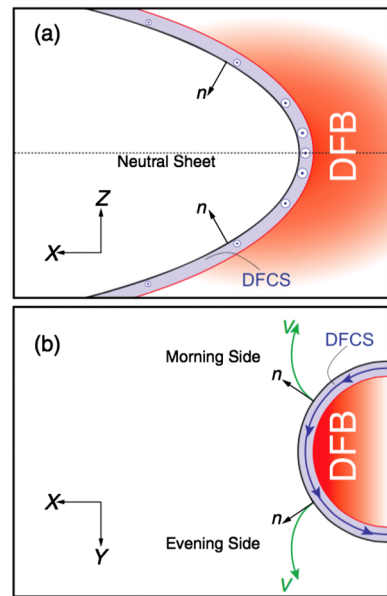 (a)
n
DFB
Neutral Sheet
Z
n
X
DFCS
(b)
V
DFCS
Morning Side
n
DFB
X
n
Y
Evening Side
V